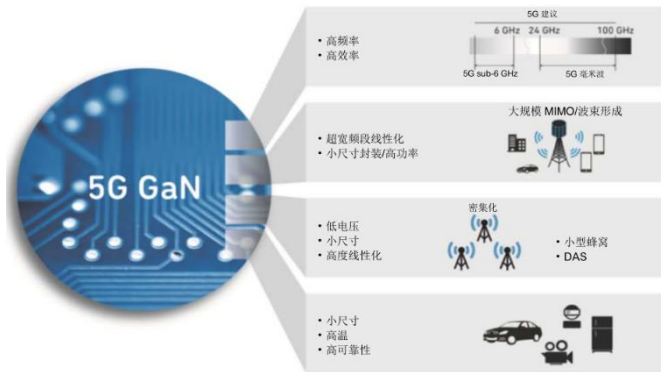 5G GaN
• 高频率
• 高效率
5G 建议
6 GHz 24 GHz 100 GHz
5G sub-6 GHz 5G 毫米波
• 超宽频段线性化
• 小尺寸封装/高功率
大规模 MIMO/波束形成
• 低电压
• 小尺寸
• 高度线性化
密集化
• 小型蜂窝
• DAS
• 小尺寸
• 高温
• 高可靠性